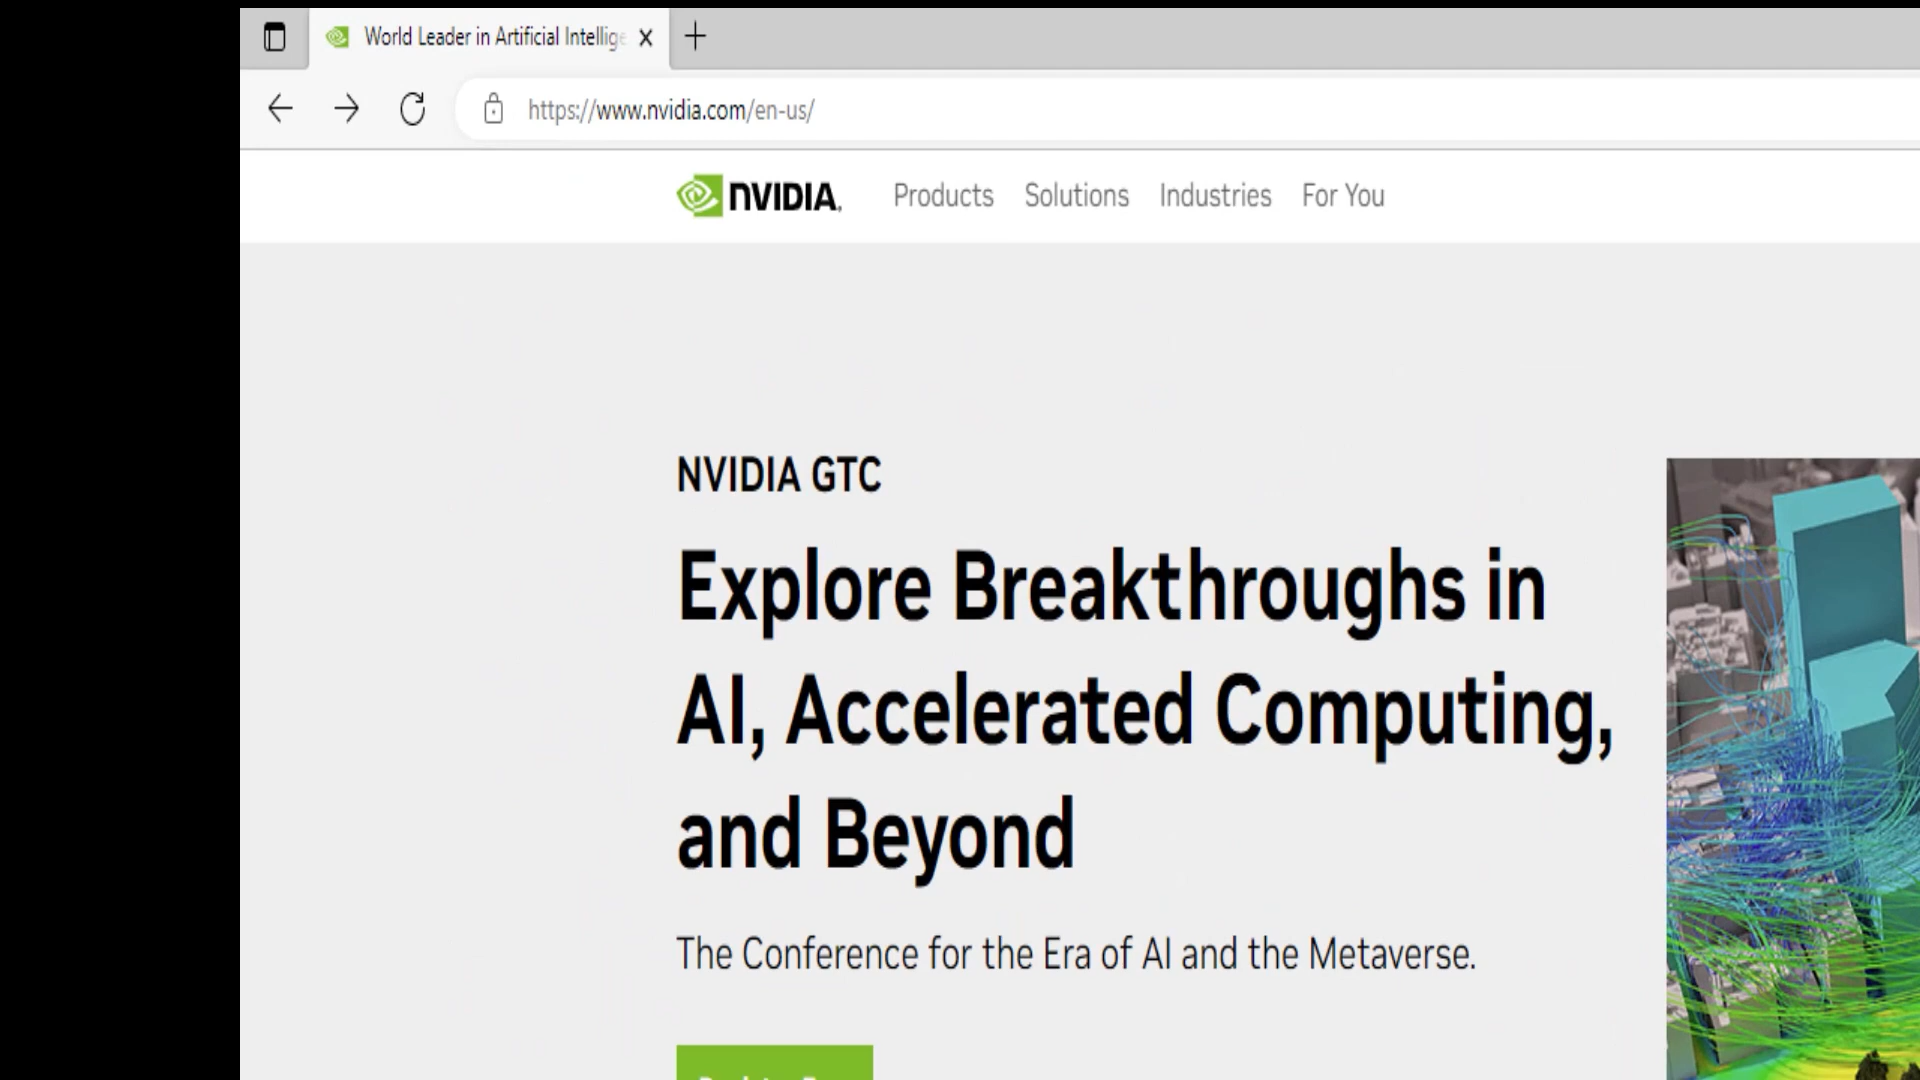 World Leader in Artificial Intellige
https://www.nvidia.com/en-us/
NVIDIA.
Products Solutions Industries For You
NVIDIA GTC
Explore Breakthroughs in
AI, Accelerated Computing,
and Beyond
The Conference for the Era of AI and the Metaverse.